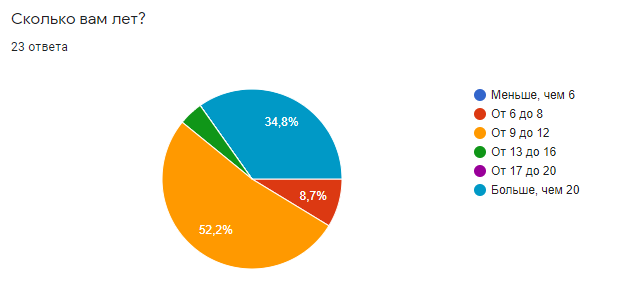 Сколько вам лет?
23 ответа
34,8%
8,7%
52,2%
Меньше, чем 6
От 6 до 8
От 9 до 12
От 13 до 16
От 17 до 20
Больше, чем 20